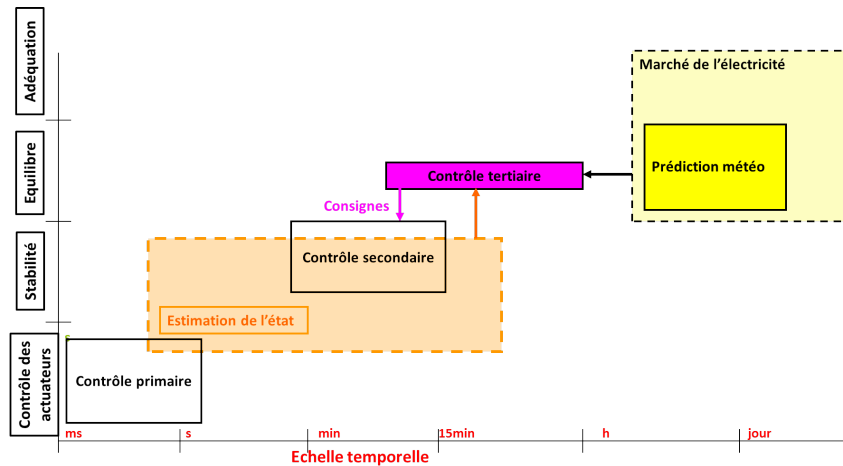 Adéquation
Marché de l'électricité
Equilibre
Prédiction météo
Contrôle tertiaire
Consignes
Stabilité
Contrôle secondaire
Estimation de l'état
Contrôle des
actuateurs
Contrôle primaire
ms
s
min
15min
h
jour
Echelle temporelle